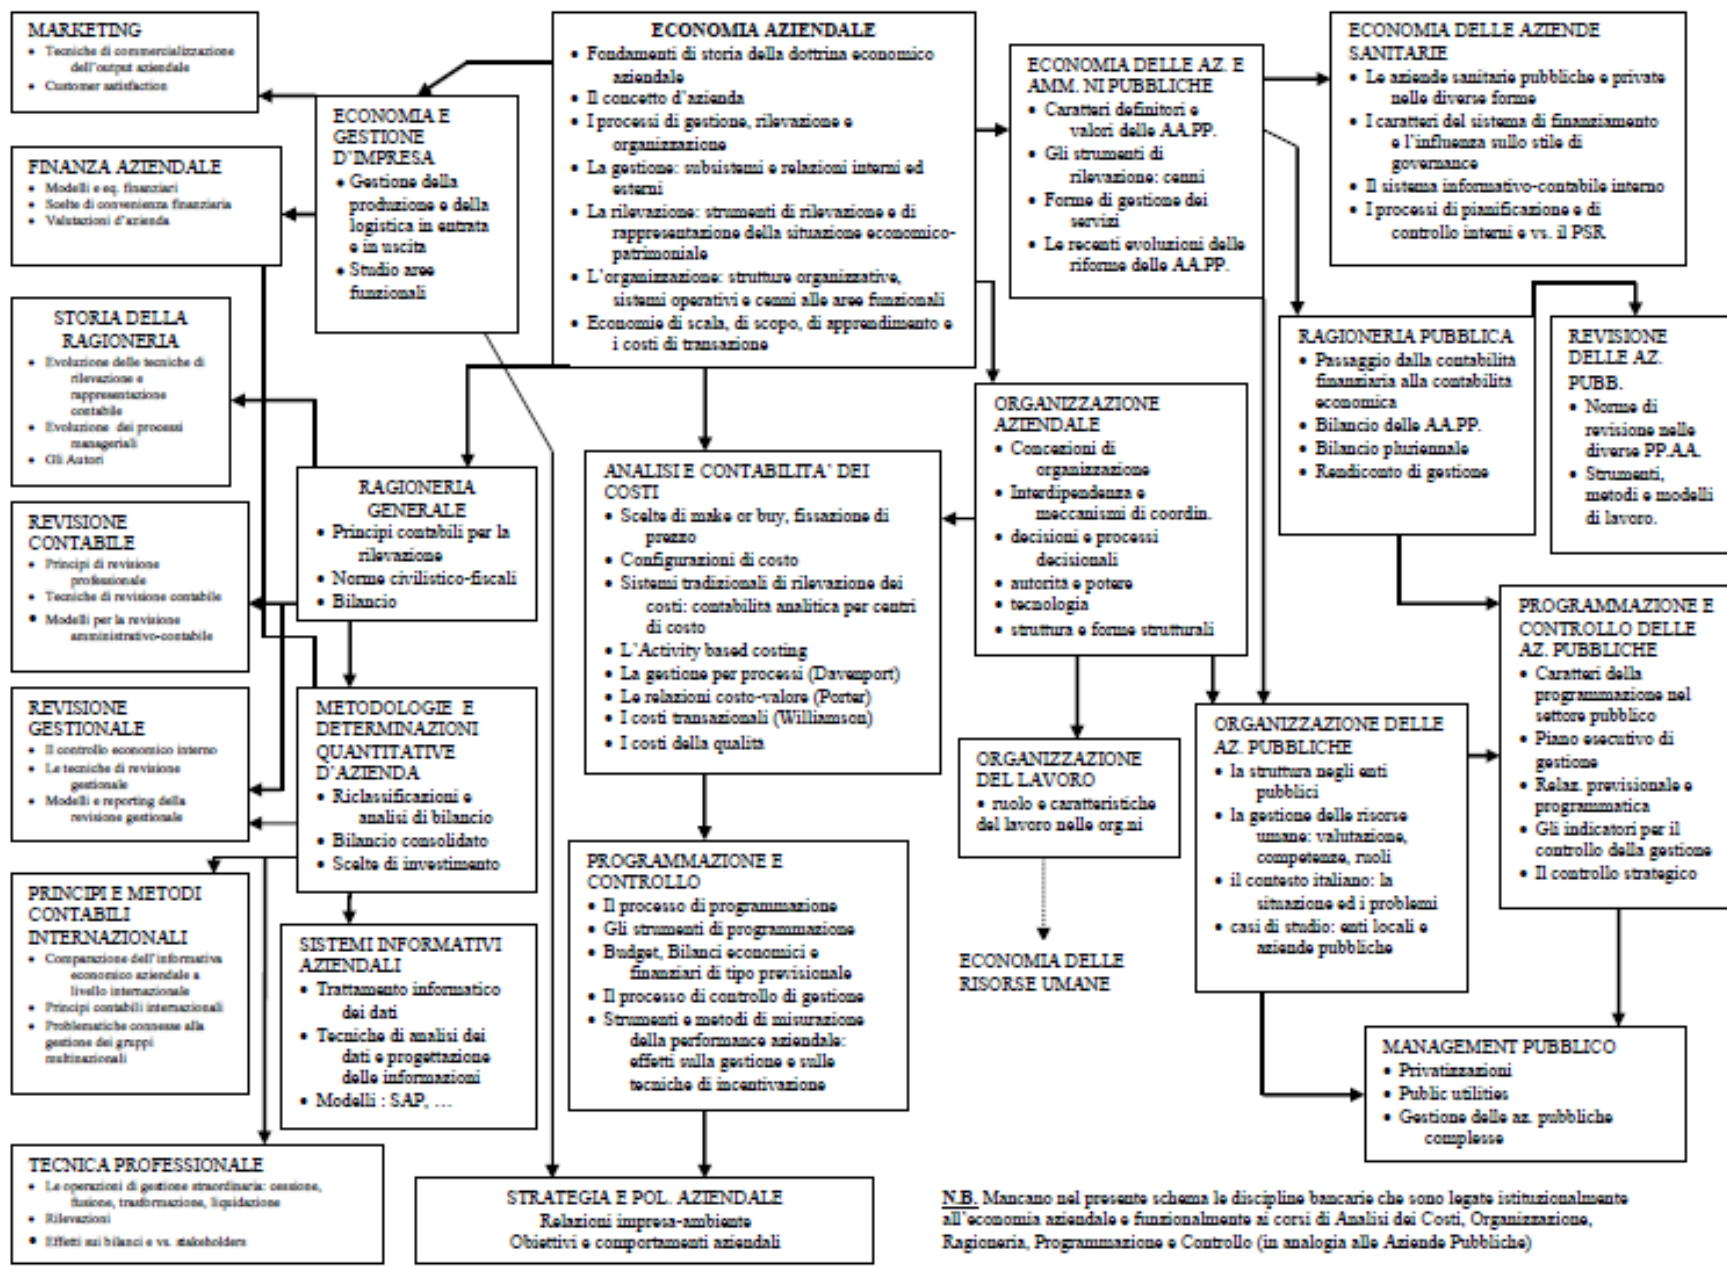 MARKETING
• Tecniche di commercializzazione
dell'output aziendale
• Customer satisfaction
FINANZA AZIENDALE
• Modelli e eq. finanziari
• Scelte di convenienza finanziaria
• Valutazioni d'azienda
STORIA DELLA
RAGIONERIA
• Evoluzione delle tecniche di
rilevazione e
rappresentazione
contabile
• Evoluzione dei processi
manageriali
• Gli Autori
REVISIONE
CONTABILE
• Principi di revisione
professionale
• Tecniche di revisione contabile
• Modelli per la revisione
amministrativo-contabile
REVISIONE
GESTIONALE
• Il controllo economico interno
• Le tecniche di revisione
gestionale
• Modelli e reporting della
revisione gestionale
PRINCIPI E METODI
CONTABILI
INTERNAZIONALI
• Comparazione dell'informativa
economico aziendale a
livello internazionale
• Principi contabili internazionali
• Problematiche connesse alla
gestione dei gruppi
multinazionali
TECNICA PROFESSIONALE
• Le operazioni di gestione straordinaria: cessione,
fusione, trasformazione, liquidazione
• Rilevazioni
• Effetti sui bilanci e vs. stakeholders
ECONOMIA E
GESTIONE
D'IMPRESA
• Gestione della
produzione e della
logistica in entrata
e in uscita
• Studio aree
funzionali
RAGIONERIA
GENERALE
• Principi contabili per la
rilevazione
• Norme civilistico-fiscali
• Bilancio
METODOLOGIE E
DETERMINAZIONI
QUANTITATIVE
D'AZIENDA
• Riclassificazioni e
analisi di bilancio
• Bilancio consolidato
• Scelte di investimento
SISTEMI INFORMATIVI
AZIENDALI
• Trattamento informatico
dei dati
• Tecniche di analisi dei
dati e progettazione
delle informazioni
• Modelli : SAP, …
ECONOMIA AZIENDALE
• Fondamenti di storia della dottrina economico
aziendale
• Il concetto d'azienda
• I processi di gestione, rilevazione e
organizzazione
• La gestione: subsistemi e relazioni interni ed
esterni
• La rilevazione: strumenti di rilevazione e di
rappresentazione della situazione economico-
patrimoniale
• L'organizzazione: strutture organizzative,
sistemi operativi e cenni alle aree funzionali
• Economie di scala, di scopo, di apprendimento e
i costi di transazione
ANALISI E CONTABILITA' DEI
COSTI
• Scelte di make or buy, fissazione di
prezzo
• Configurazioni di costo
• Sistemi tradizionali di rilevazione dei
costi: contabilità analitica per centri
di costo
• L'Activity based costing
• La gestione per processi (Davenport)
• Le relazioni costo-valore (Porter)
• I costi transazionali (Williamson)
• I costi della qualità
PROGRAMMAZIONE E
CONTROLLO
• Il processo di programmazione
• Gli strumenti di programmazione
• Budget, Bilanci economici e
finanziari di tipo previsionale
• Il processo di controllo di gestione
• Strumenti e metodi di misurazione
della performance aziendale:
effetti sulla gestione e sulle
tecniche di incentivazione
STRATEGIA E POL. AZIENDALE
Relazioni impresa-ambiente
Obiettivi e comportamenti aziendali
ECONOMIA DELLE AZ. E
AMM. NI PUBBLICHE
• Caratteri definitori e
valori delle AA.PP.
• Gli strumenti di
rilevazione: cenni
• Forme di gestione dei
servizi
• Le recenti evoluzioni delle
riforme delle AA.PP.
ORGANIZZAZIONE
AZIENDALE
• Concezioni di
organizzazione
• Interdipendenza e
meccanismi di coordin.
• decisioni e processi
decisionali
• autorità e potere
• tecnologia
• struttura e forme strutturali
ORGANIZZAZIONE
DEL LAVORO
• ruolo e caratteristiche
del lavoro nelle org.ni
ECONOMIA DELLE
RISORSE UMANE
ECONOMIA DELLE AZIENDE
SANITARIE
• Le aziende sanitarie pubbliche e private
nelle diverse forme
• I caratteri del sistema di finanziamento
e l'influenza sullo stile di
governance
• Il sistema informativo-contabile interno
• I processi di pianificazione e di
controllo interni e vs. il PSR
RAGIONERIA PUBBLICA
• Passaggio dalla contabilità
finanziaria alla contabilità
economica
• Bilancio delle AA.PP.
• Bilancio pluriennale
• Rendiconto di gestione
REVISIONE
DELLE AZ.
PUBB.
• Norme di
revisione nelle
diverse PP.AA.
• Strumenti,
metodi e modelli
di lavoro.
ORGANIZZAZIONE DELLE
AZ. PUBBLICHE
• la struttura negli enti
pubblici
• la gestione delle risorse
umane: valutazione,
competenze, ruoli
• il contesto italiano: la
situazione ed i problemi
• casi di studio: enti locali e
aziende pubbliche
PROGRAMMAZIONE E
CONTROLLO DELLE
AZ. PUBBLICHE
• Caratteri della
programmazione nel
settore pubblico
• Piano esecutivo di
gestione
• Relaz. previsionale e
programmatica
• Gli indicatori per il
controllo della gestione
• Il controllo strategico
MANAGEMENT PUBBLICO
• Privatizzazioni
• Public utilities
• Gestione delle az. pubbliche
complesse
N.B. Mancano nel presente schema le discipline bancarie che sono legate istituzionalmente
all'economia aziendale e funzionalmente ai corsi di Analisi dei Costi, Organizzazione,
Ragioneria, Programmazione e Controllo (in analogia alle Aziende Pubbliche)